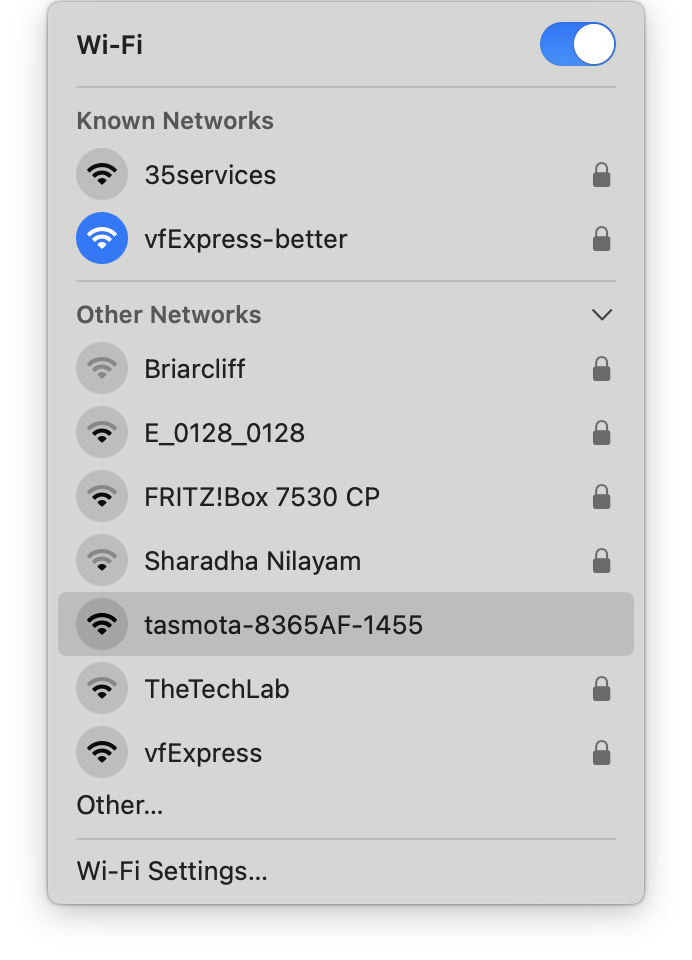 Wi-Fi
Known Networks
35services
vfExpress-better
Other Networks
Briarcliff
E_0128_0128
FRITZ!Box 7530 CP
Sharadha Nilayam
tasmota-8365AF-1455
TheTechLab
vfExpress
Other...
Wi-Fi Settings...